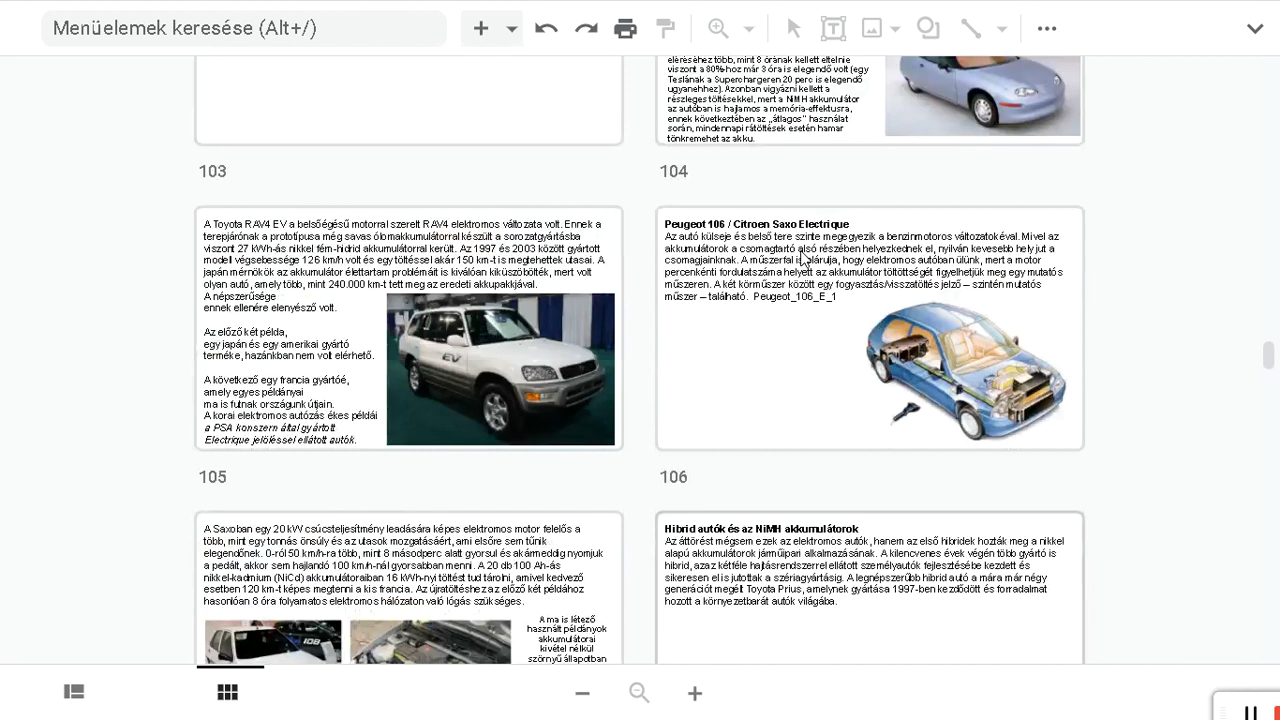 Menüelemek keresése (Alt+/)
eléréséhez több, mint 8 órának kellett eltelnie
viszont a 80%-hoz már 3 óra is elegendő volt (egy
Teslának a Superchargeren 20 perc is elegendő
ugyanehhez). Azonban vigyázni kellett a
részleges töltésekkel, mert a NiMH akkumulátor
az autóban is hajlamos a memória-effektusra,
ennek következtében az „átlagos” használat
során, mindennapi rátöltések esetén hamar
tönkremehet az akku.
103
104
A Toyota RAV4 EV a belsőégésű motorral szerelt RAV4 elektromos változata volt. Ennek a
terepjárónak a prototípusa még savas ólomakkumulátorral készült a sorozatgyártásba
viszont 27 kWh-ás nikkel fém-hidrid akkumulátorral került. Az 1997 és 2003 között gyártott
modell végsebessége 126 km/h volt és egy töltéssel akár 150 km-t is megtehettek utasai. A
japán mérnökök az akkumulátor élettartam problémáit is kiválóan kiküszöbölték, mert volt
olyan autó, amely több, mint 240.000 km-t tett meg az eredeti akkupakkjával.
A népszerűsége
ennek ellenére elenyésző volt.
Az előző két példa,
egy japán és egy amerikai gyártó
terméke, hazánkban nem volt elérhető.
A következő egy francia gyártóé,
amely egyes példányai
ma is futnak országunk útjain.
A korai elektromos autózás ékes példái
a PSA konszern által gyártott
Electrique jelöléssel ellátott autók.
EV
Peugeot 106 / Citroen Saxo Electrique
Az autó külseje és belső tere szinte megegyezik a benzinmotoros változatokéval. Mivel az
akkumulátorok a csomagtartó alsó részében helyezkednek el, nyilván kevesebb hely jut a
csomagjainknak. A műszerfal is elárulja, hogy elektromos autóban ülünk, mert a motor
percenkénti fordulatszáma helyett az akkumulátor töltöttségét figyelhetjük meg egy mutatós
műszeren. A két körműszer között egy fogyasztás/visszatöltés jelző – szintén mutatós
műszer – található. Peugeot_106_E_1
105
106
A Saxoban egy 20 kW csúcsteljesítmény leadására képes elektromos motor felelős a
több, mint egy tonnás önsúly és az utasok mozgatásáért, ami elsőre sem tűnik
elegendőnek. 0-ról 50 km/h-ra több, mint 8 másodperc alatt gyorsul és akármeddig nyomjuk
a pedált, akkor sem hajlandó 100 km/h-nál gyorsabban menni. A 20 db 100 Ah-ás
nikkel-kadmium (NiCd) akkumulátoraiban 16 kWh-nyi töltést tud tárolni, amivel kedvező
esetben 120 km-t képes megtenni a kis francia. Az újratöltéshez az előző két példához
hasonlóan 8 óra folyamatos elektromos hálózaton való lógás szükséges.
A ma is létező
használt példányok
akkumulátorai
kivétel nélkül
szörnyű állapotban
Hibrid autók és az NiMH akkumulátorok
Az áttörést mégsem ezek az elektromos autók, hanem az első hibridek hozták meg a nikkel
alapú akkumulátorok járműipari alkalmazásának. A kilencvenes évek végén több gyártó is
hibrid, azaz kétféle hajtásrendszerrel ellátott személyautók fejlesztésébe kezdett és
sikeresen el is jutottak a szériagyártásig. A legnépszerűbb hibrid autó a mára már négy
generációt megélt Toyota Prius, amelynek gyártása 1997-ben kezdődött és forradalmat
hozott a környezetbarát autók világába.